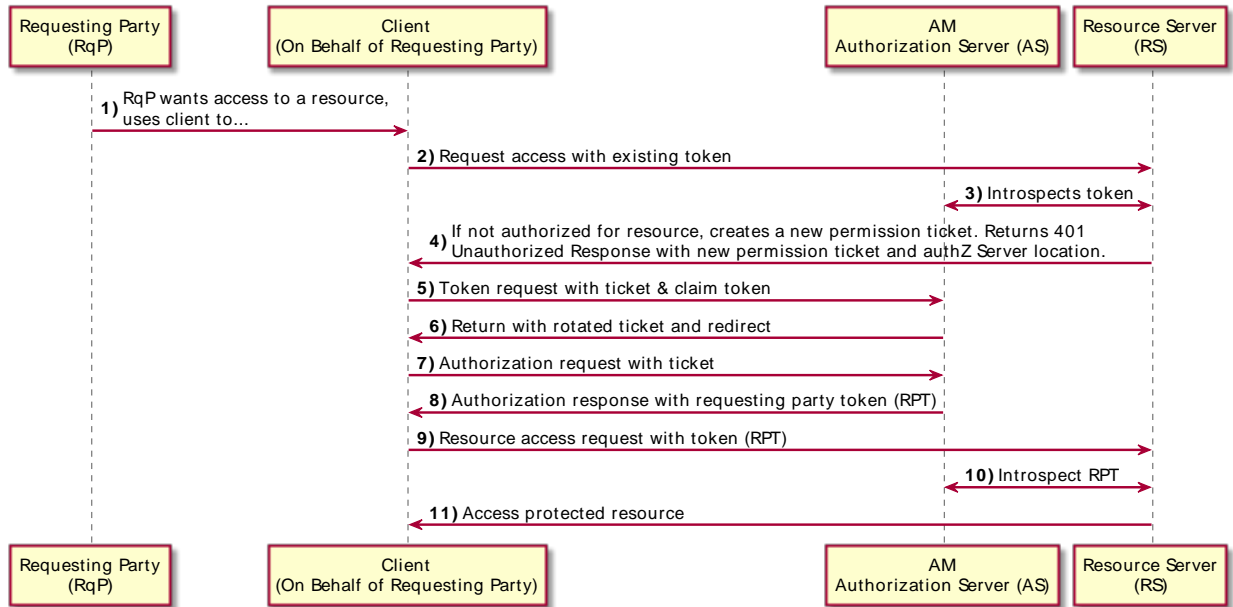 Requesting Party
(RqP)
Client
(On Behalf of Requesting Party)
AM
Authorization Server (AS)
Resource Server
(RS)
1) RqP wants access to a resource,
uses client to...
2) Request access with existing token
3) Introspects token
4) If not authorized for resource, creates a new permission ticket. Returns 401
Unauthorized Response with new permission ticket and authZ Server location.
5) Token request with ticket & claim token
6) Return with rotated ticket and redirect
7) Authorization request with ticket
8) Authorization response with requesting party token (RPT)
9) Resource access request with token (RPT)
10) Introspect RPT
11) Access protected resource
Requesting Party
(RqP)
Client
(On Behalf of Requesting Party)
AM
Authorization Server (AS)
Resource Server
(RS)